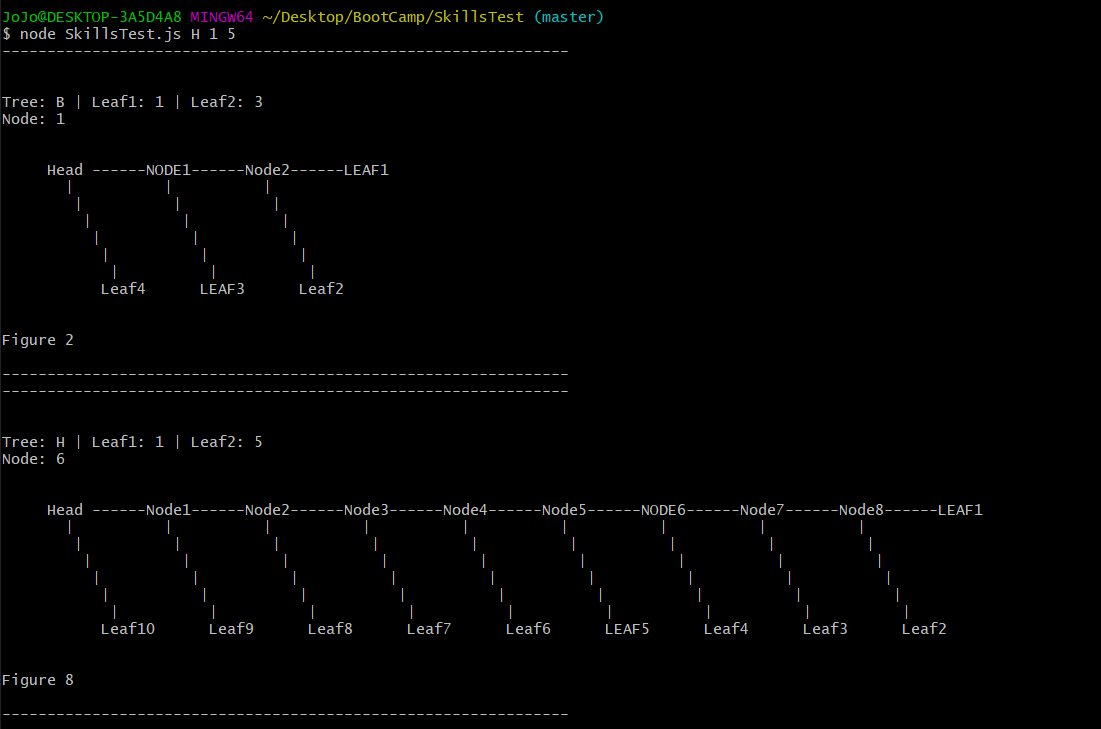 JoJo@DESKTOP-3A5D4A8 MINGW64 ~/Desktop/BootCamp/SkillsTest (master)
$ node SkillsTest.js H 1 5
---------------------------------------------------------------
Tree: B | Leaf1: 1 | Leaf2: 3
Node: 1
     Head ------NODE1------Node2------LEAF1
       |          |          |
        |          |          |
         |          |          |
          |          |          |
           |          |          |
            |          |          |
           Leaf4      LEAF3      Leaf2
Figure 2
---------------------------------------------------------------
---------------------------------------------------------------
Tree: H | Leaf1: 1 | Leaf2: 5
Node: 6
     Head ------Node1------Node2------Node3------Node4------Node5------NODE6------Node7------Node8------LEAF1
       |          |          |          |          |          |          |          |          |
        |          |          |          |          |          |          |          |          |
         |          |          |          |          |          |          |          |          |
          |          |          |          |          |          |          |          |          |
           |          |          |          |          |          |          |          |          |
            |          |          |          |          |          |          |          |          |
           Leaf10      Leaf9      Leaf8      Leaf7      Leaf6      LEAF5      Leaf4      Leaf3      Leaf2
Figure 8
---------------------------------------------------------------